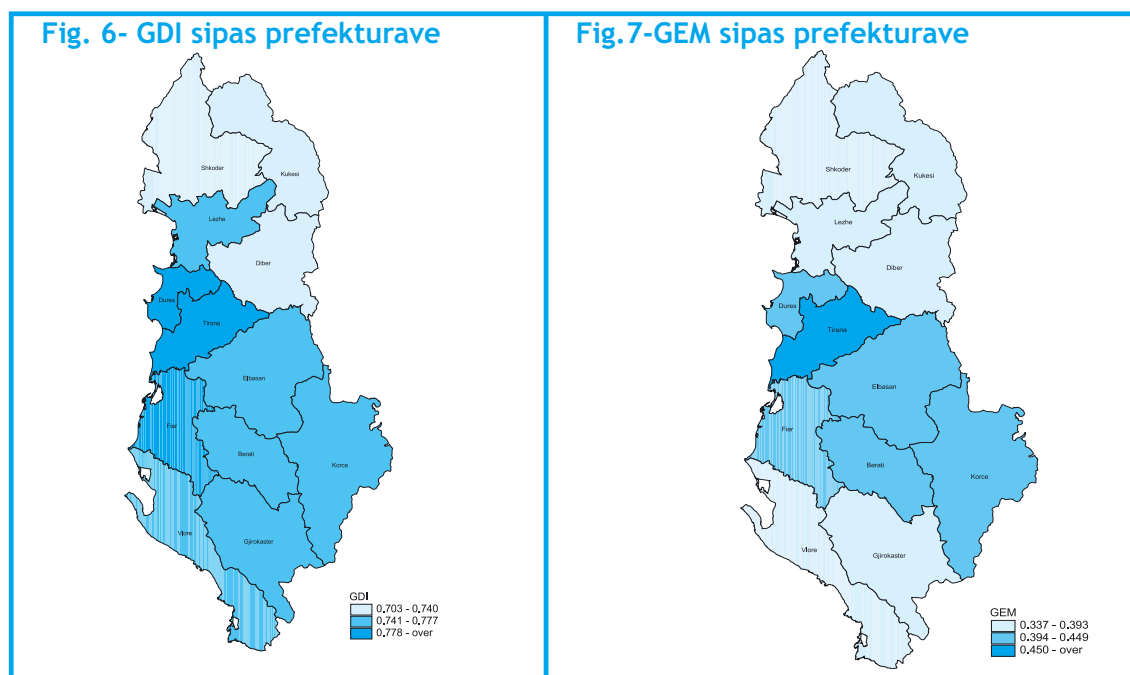 Fig. 6- GDI sipas prefekturave
Shkoder
Kukesi
Lezhe
Diber
Dures
Tirana
Elbasan
Fier
Berati
Korce
Vlore
Gjirokaster
GDI
0.703 - 0.740
0.741 - 0.777
0.778 - over
Fig.7-GEM sipas prefekturave
Shkoder
Kukesi
Lezhe
Diber
Dures
Tirana
Elbasan
Fier
Berati
Korce
Vlore
Gjirokaster
GEM
0.337 - 0.393
0.394 - 0.449
0.450 - over